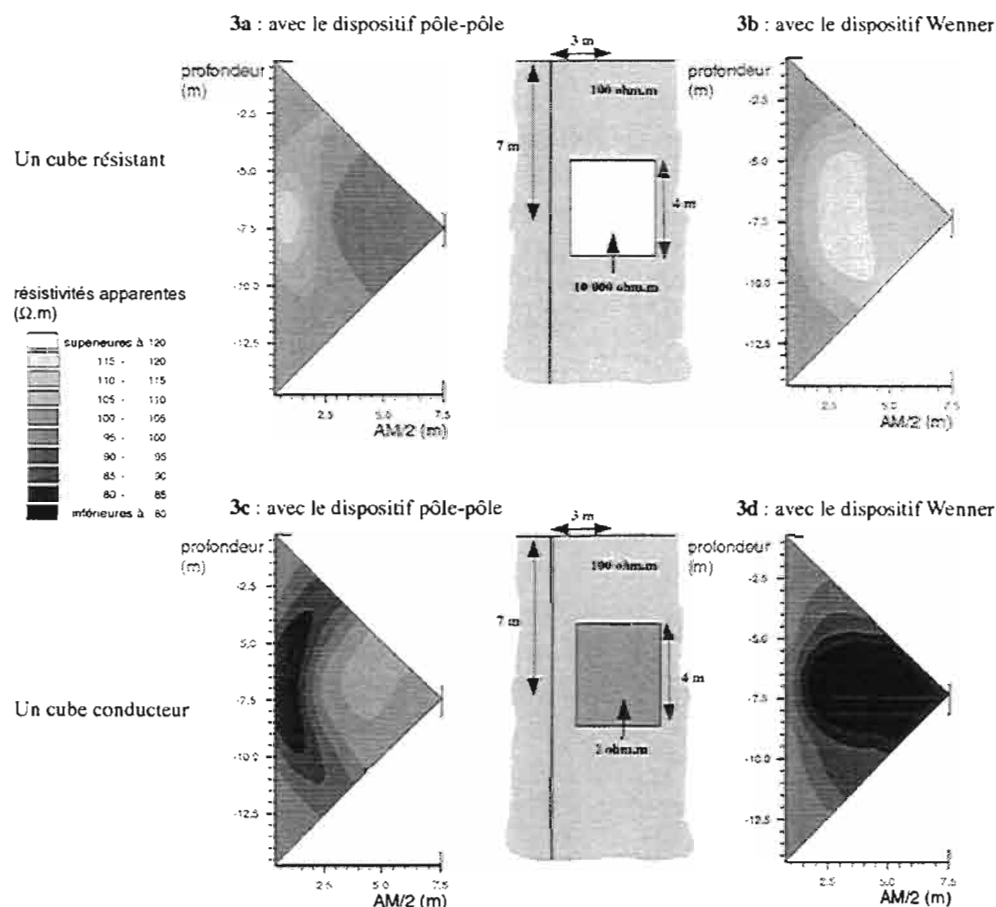 3a : avec le dispositif pôle-pôle
3 m
3b : avec le dispositif Wenner
profondeur
(m)
-2.5
-5.0
-7.5
-10.0
-12.5
2.5
5.0
7.5
AM/2 (m)
Un cube résistant
100 ohm.m
7 m
4 m
10 000 ohm.m
profondeur
(m)
-2.5
-5.0
-7.5
-10.0
-12.5
2.5
5.0
7.5
AM/2 (m)
résistivités apparentes
(Ω.m)
supérieures à 120
115 - 120
110 - 115
105 - 110
100 - 105
95 - 100
90 - 95
85 - 90
80 - 85
inférieures à 80
3c : avec le dispositif pôle-pôle
3 m
3d : avec le dispositif Wenner
profondeur
(m)
-2.5
-5.0
-7.5
-10.0
-12.5
2.5
5.0
7.5
AM/2 (m)
Un cube conducteur
100 ohm.m
7 m
4 m
2 ohm.m
profondeur
(m)
-2.5
-5.0
-7.5
-10.0
-12.5
2.5
5.0
7.5
AM/2 (m)